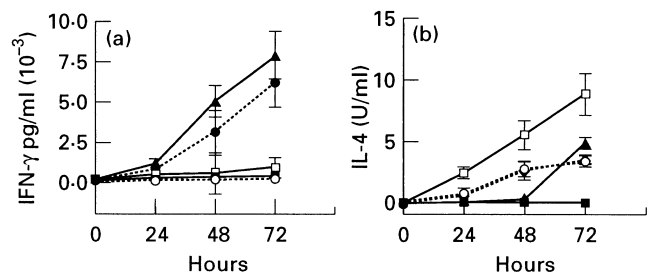 (a)
IFN-γ pg/ml (10⁻³)
10·0
7·5
5·0
2·5
0·0
0 24 48 72
Hours
(b)
IL-4 (U/ml)
15
10
5
0
0 24 48 72
Hours